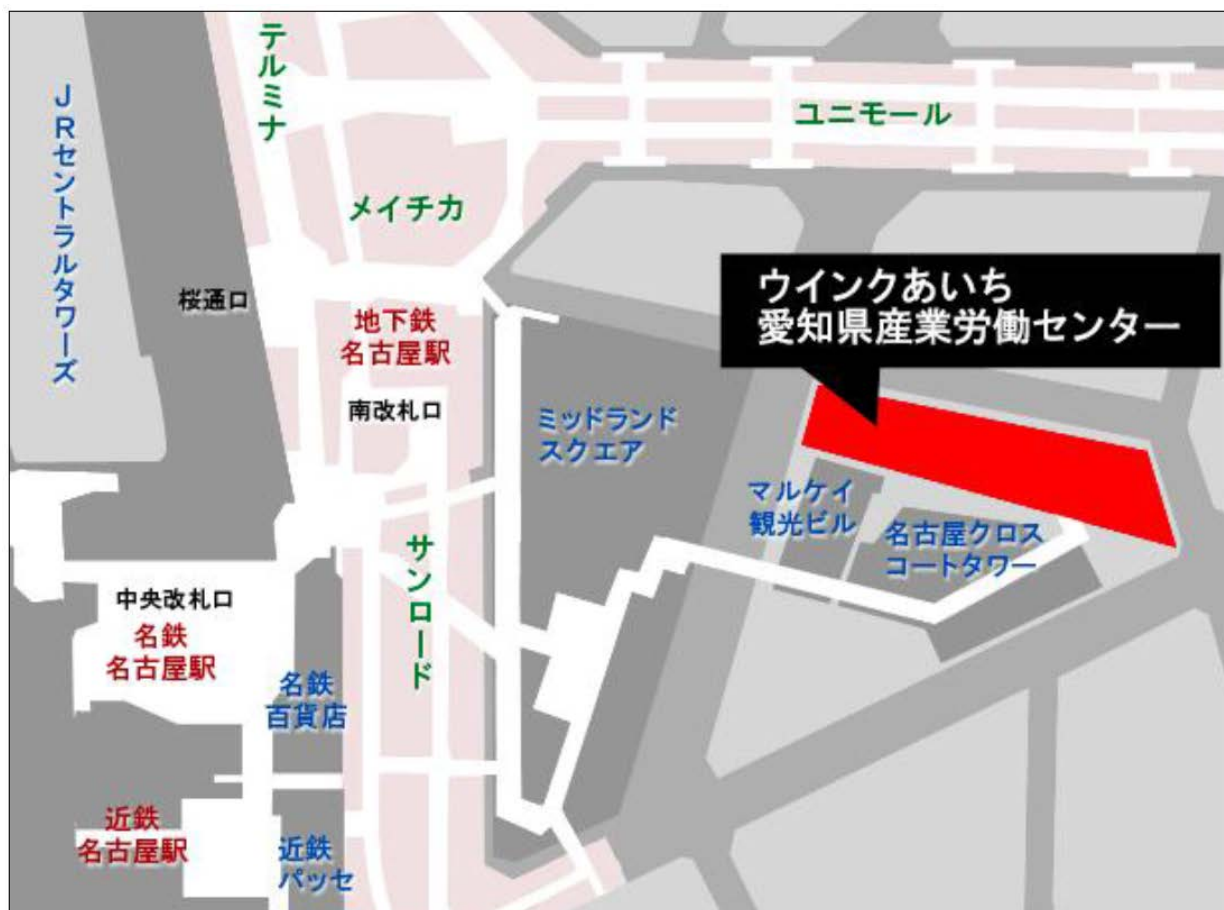 テルミナ
JRセントラルタワーズ
ユニモール
メイチカ
桜通口
地下鉄
名古屋駅
南改札口
ウインクあいち
愛知県産業労働センター
ミッドランド
スクエア
マルケイ
観光ビル
名古屋クロス
コートタワー
サンロード
中央改札口
名鉄
名古屋駅
名鉄
百貨店
近鉄
名古屋駅
近鉄
パッセ